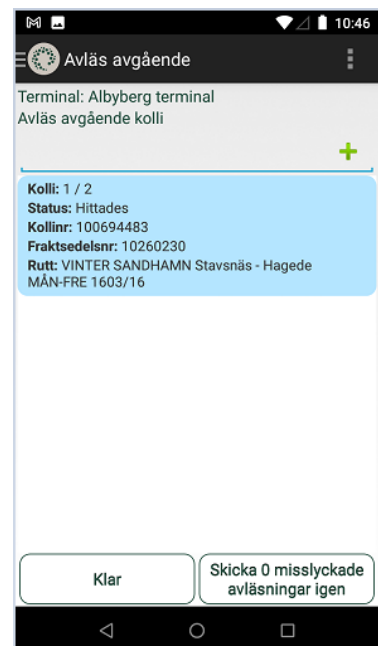 10:46
Avläs avgående
Terminal: Albyberg terminal
Avläs avgående kolli
Kolli: 1 / 2
Status: Hittades
Kollinr: 100694483
Fraktsedelsnr: 10260230
Rutt: VINTER SANDHAMN Stavsnäs - Hagede
MÅN-FRE 1603/16
Klar
Skicka 0 misslyckade
avläsningar igen